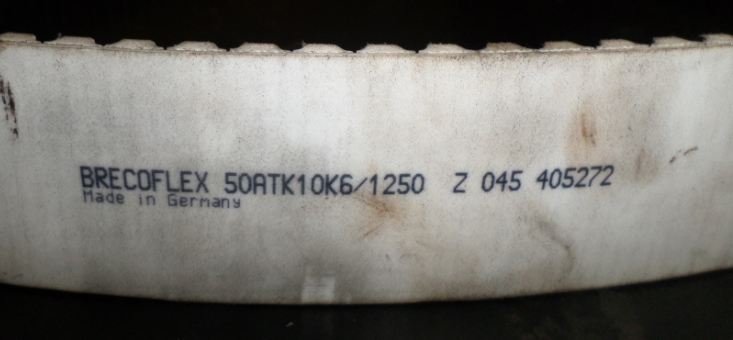 BRECOFLEX 50ATK10K6/1250 Z 045 405272
Made in Germany